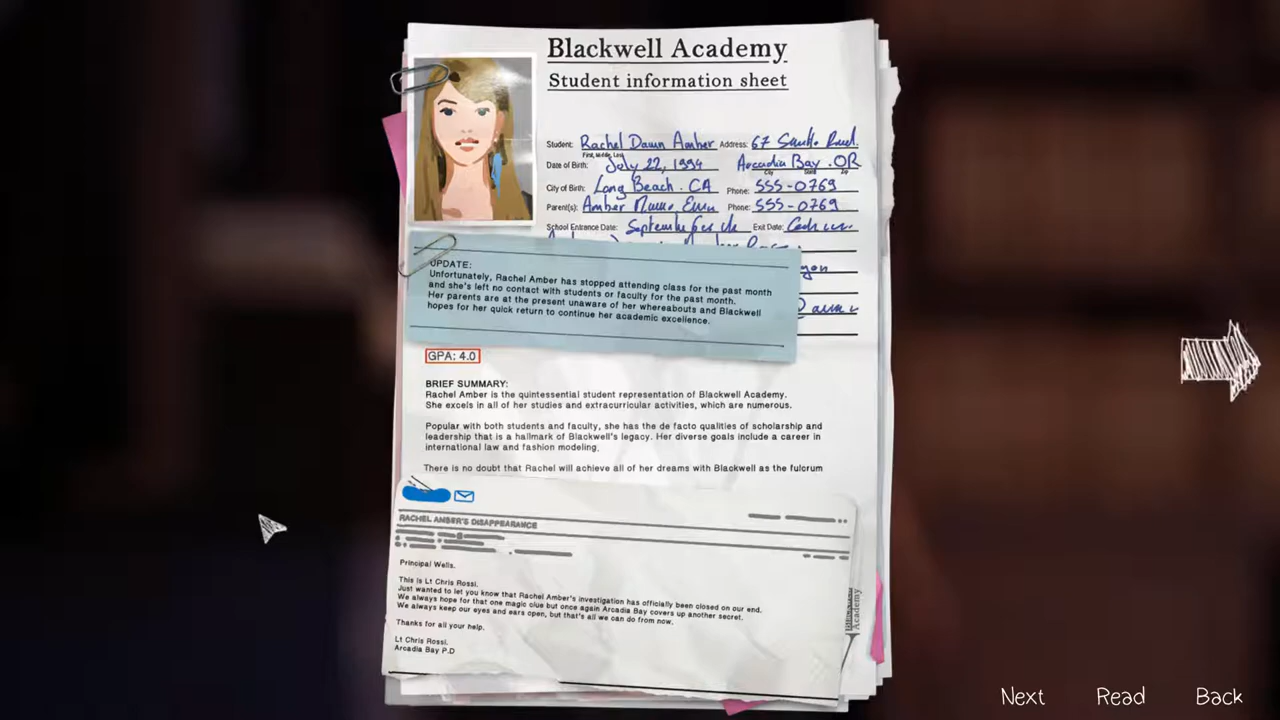 Blackwell Academy
Student information sheet
Student: Rachel Dawn Amber Address: 67
First, Middle, Last
Date of Birth: July 22, 1994 Arcadia Bay . OR
City State Zip
City of Birth: Long Beach . CA Phone: 555-0769
Parent(s): Amber Phone: 555-0769
School Entrance Date: Exit Date:
UPDATE:
Unfortunately, Rachel Amber has stopped attending class for the past month
and she's left no contact with students or faculty for the past month.
Her parents are at the present unaware of her whereabouts and Blackwell
hopes for her quick return to continue her academic excellence.
GPA: 4.0
BRIEF SUMMARY:
Rachel Amber is the quintessential student representation of Blackwell Academy.
She excels in all of her studies and extracurricular activities, which are numerous.
Popular with both students and faculty, she has the de facto qualities of scholarship and
leadership that is a hallmark of Blackwell's legacy. Her diverse goals include a career in
international law and fashion modeling.
There is no doubt that Rachel will achieve all of her dreams with Blackwell as the fulcrum
RACHEL AMBER'S DISAPPEARANCE
Principal Wells.
This is Lt Chris Rossi.
Just wanted to let you know that Rachel Amber's investigation has officially been closed on our end.
We always hope for that one magic clue but once again Arcadia Bay covers up another secret.
We always keep our eyes and ears open, but that's all we can do from now.
Thanks for all your help.
Lt Chris Rossi.
Arcadia Bay P.D
Academy
Next Read Back